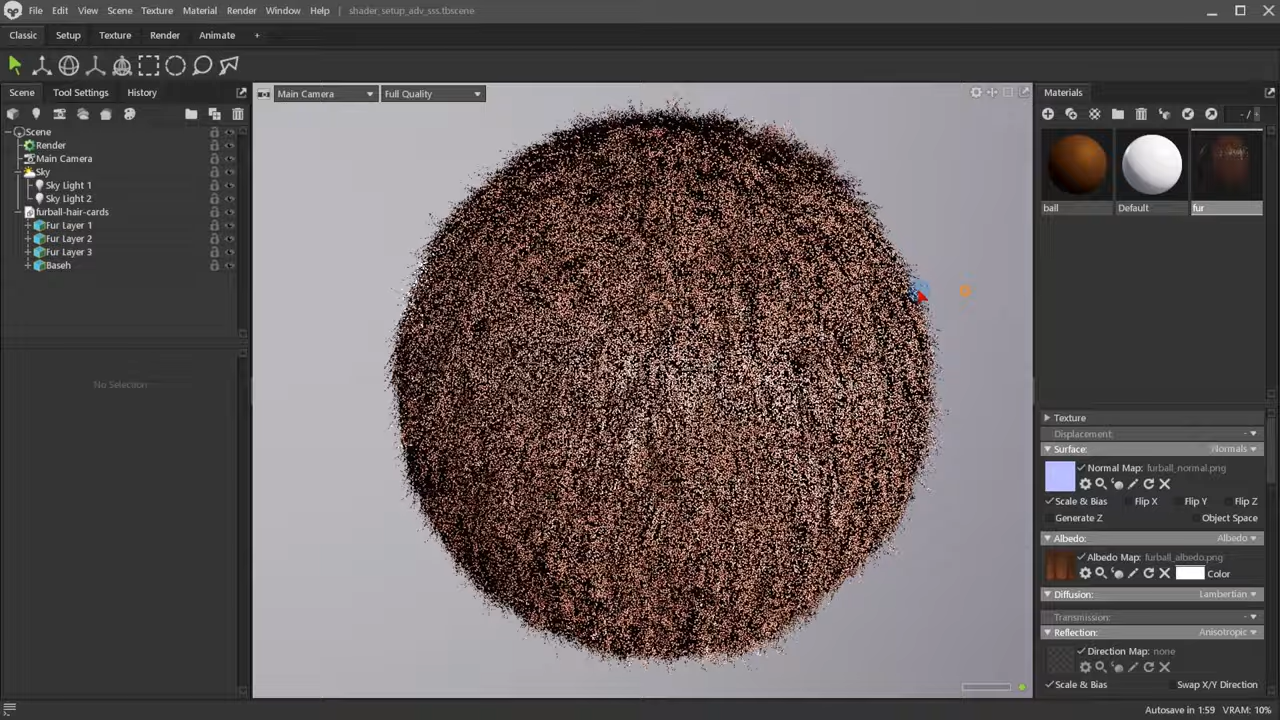 File Edit View Scene Texture Material Render Window Help | shader_setup_adv_sss.tbscene
Classic Setup Texture Render Animate +
Scene Tool Settings History
Main Camera Full Quality
Materials
- /
Scene
Render
Main Camera
Sky
Sky Light 1
Sky Light 2
furball-hair-cards
Fur Layer 1
Fur Layer 2
Fur Layer 3
Baseh
No Selection
ball Default fur
Texture
Displacement: -
Surface: Normals
Normal Map: furball_normal.png
Scale & Bias Flip X Flip Y Flip Z
Generate Z Object Space
Albedo: Albedo
Albedo Map: furball_albedo.png
Color
Diffusion: Lambertian
Transmission: -
Reflection: Anisotropic
Direction Map: none
Scale & Bias Swap X/Y Direction
Autosave in 1:59 VRAM: 10%